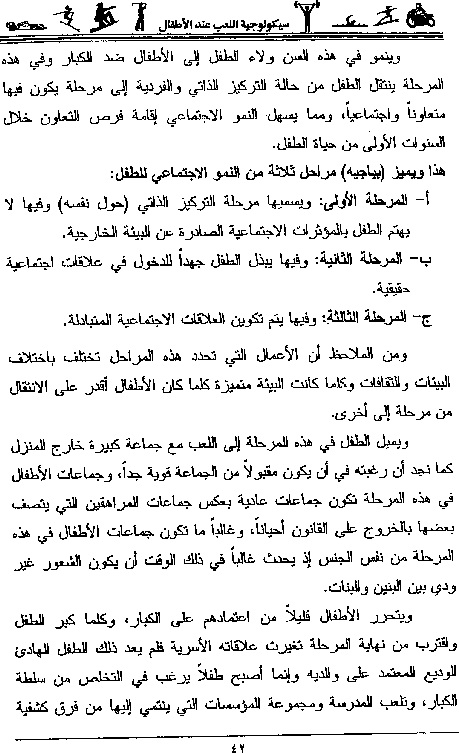 سيكولوجية اللعب عند الأطفال
وينمو في هذه السن ولاء الطفل إلى الأطفال ضد الكبار وفي هذه
المرحلة ينتقل الطفل من حالة التركيز الذاتي والفردية إلى مرحلة يكون فيها
متعاوناً واجتماعياً، ومما يسهل النمو الاجتماعي إقامة فرص التعاون خلال
السنوات الأولى من حياة الطفل.
هذا ويميز (بياجيه) مراحل ثلاثة من النمو الاجتماعي للطفل:
أ- المرحلة الأولى: ويسميها مرحلة التركيز الذاتي (حول نفسه) وفيها لا
يهتم الطفل بالمؤثرات الاجتماعية الصادرة عن البيئة الخارجية.
ب- المرحلة الثانية: وفيها يبذل الطفل جهداً للدخول في علاقات اجتماعية
حقيقية.
ج- المرحلة الثالثة: وفيها يتم تكوين العلاقات الاجتماعية المتبادلة.
ومن الملاحظ أن الأعمال التي تحدد هذه المراحل تختلف باختلاف
البيئات والثقافات وكلما كانت البيئة متميزة كلما كان الأطفال أقدر على الانتقال
من مرحلة إلى أخرى.
ويميل الطفل في هذه المرحلة إلى اللعب مع جماعة كبيرة خارج المنزل
كما نجد أن رغبته في أن يكون مقبولاً من الجماعة قوية جداً، وجماعات الأطفال
في هذه المرحلة تكون جماعات عادية بعكس جماعات المراهقين التي يتصف
بعضها بالخروج على القانون أحياناً، وغالباً ما تكون جماعات الأطفال في هذه
المرحلة من نفس الجنس إذ يحدث غالباً في ذلك الوقت أن يكون الشعور غير
ودي بين البنين والبنات.
ويتحرر الأطفال قليلاً من اعتمادهم على الكبار، وكلما كبر الطفل
واقترب من نهاية المرحلة تغيرت علاقاته الأسرية فلم يعد ذلك الطفل الهادئ
الوديع المعتمد على والديه وإنما أصبح طفلاً يرغب في التخلص من سلطة
الكبار، وتلعب المدرسة ومجموعة المؤسسات التي ينتمي إليها من فرق كشفية
٤٢